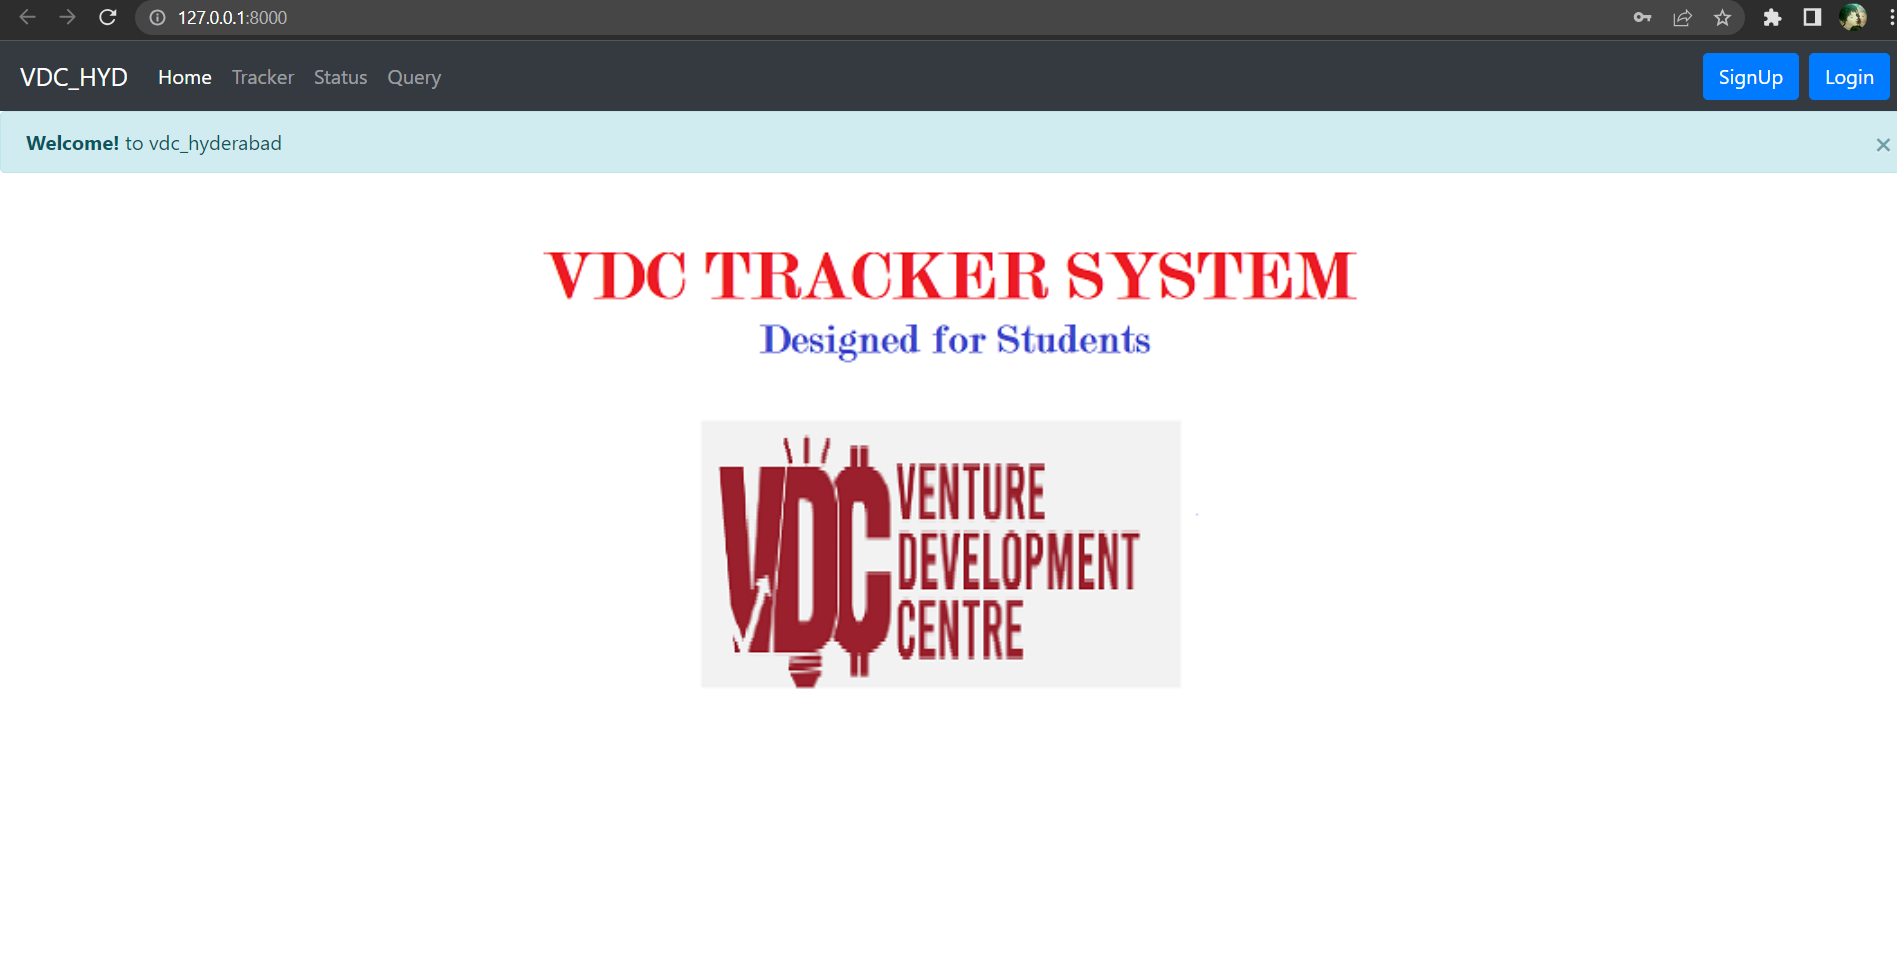 127.0.0.1:8000
VDC_HYD Home Tracker Status Query SignUp Login
Welcome! to vdc_hyderabad ×
VDC TRACKER SYSTEM
Designed for Students
VDC
VENTURE
DEVELOPMENT
CENTRE